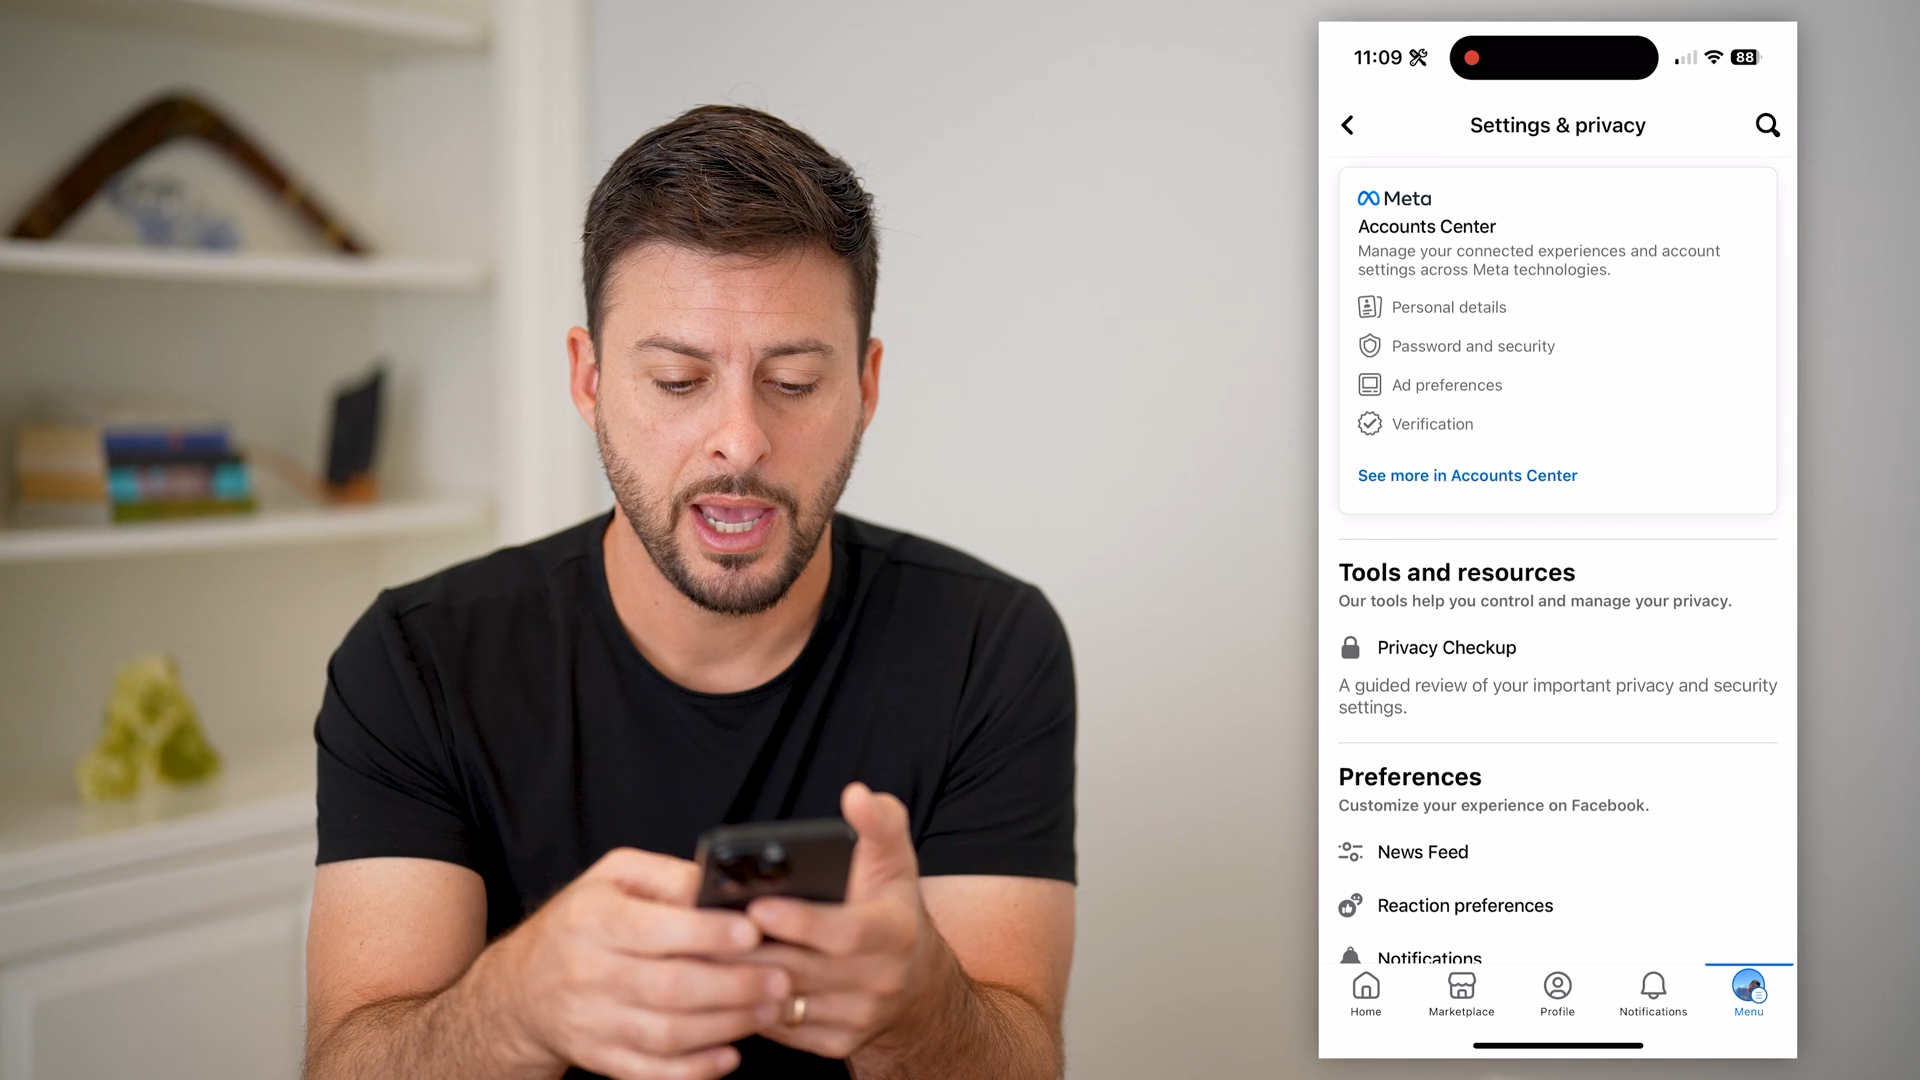 11:09
88
Settings & privacy
Meta
Accounts Center
Manage your connected experiences and account
settings across Meta technologies.
Personal details
Password and security
Ad preferences
Verification
See more in Accounts Center
Tools and resources
Our tools help you control and manage your privacy.
Privacy Checkup
A guided review of your important privacy and security
settings.
Preferences
Customize your experience on Facebook.
News Feed
Reaction preferences
Notifications
Home
Marketplace
Profile
Notifications
Menu